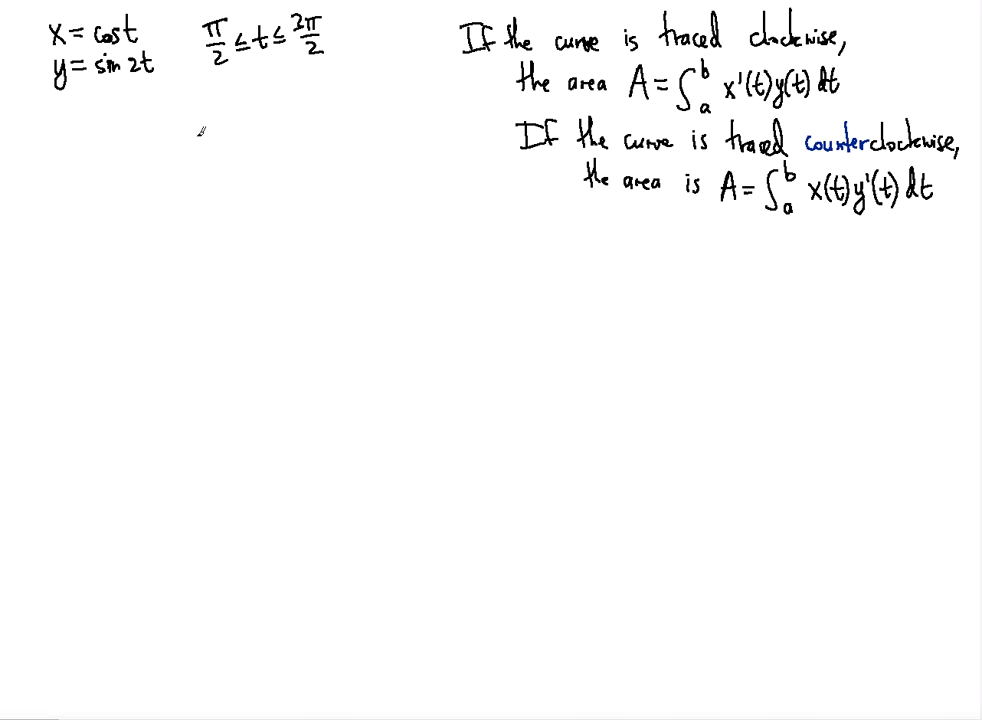 x = cos t π/2 ≤ t ≤ 3π/2
y = sin 2t
If the curve is traced clockwise,
the area A = ∫_a^b x'(t)y(t) dt
If the curve is traced counterclockwise,
the area is A = ∫_a^b x(t)y'(t) dt